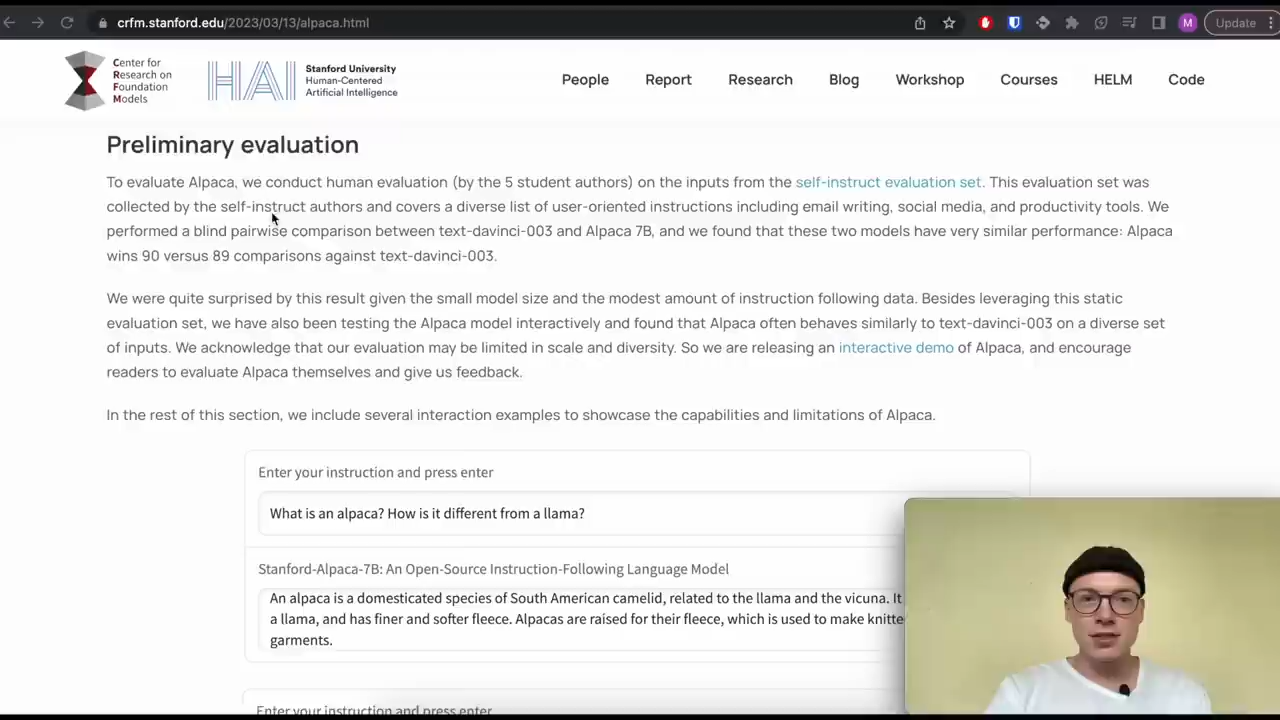 crfm.stanford.edu/2023/03/13/alpaca.html
M
Update
Center for
Research on
Foundation
Models
HAI
Stanford University
Human-Centered
Artificial Intelligence
People
Report
Research
Blog
Workshop
Courses
HELM
Code
Preliminary evaluation
To evaluate Alpaca, we conduct human evaluation (by the 5 student authors) on the inputs from the self-instruct evaluation set. This evaluation set was
collected by the self-instruct authors and covers a diverse list of user-oriented instructions including email writing, social media, and productivity tools. We
performed a blind pairwise comparison between text-davinci-003 and Alpaca 7B, and we found that these two models have very similar performance: Alpaca
wins 90 versus 89 comparisons against text-davinci-003.
We were quite surprised by this result given the small model size and the modest amount of instruction following data. Besides leveraging this static
evaluation set, we have also been testing the Alpaca model interactively and found that Alpaca often behaves similarly to text-davinci-003 on a diverse set
of inputs. We acknowledge that our evaluation may be limited in scale and diversity. So we are releasing an interactive demo of Alpaca, and encourage
readers to evaluate Alpaca themselves and give us feedback.
In the rest of this section, we include several interaction examples to showcase the capabilities and limitations of Alpaca.
Enter your instruction and press enter
What is an alpaca? How is it different from a llama?
Stanford-Alpaca-7B: An Open-Source Instruction-Following Language Model
An alpaca is a domesticated species of South American camelid, related to the llama and the vicuna. It
a llama, and has finer and softer fleece. Alpacas are raised for their fleece, which is used to make knitte
garments.
Enter your instruction and press enter